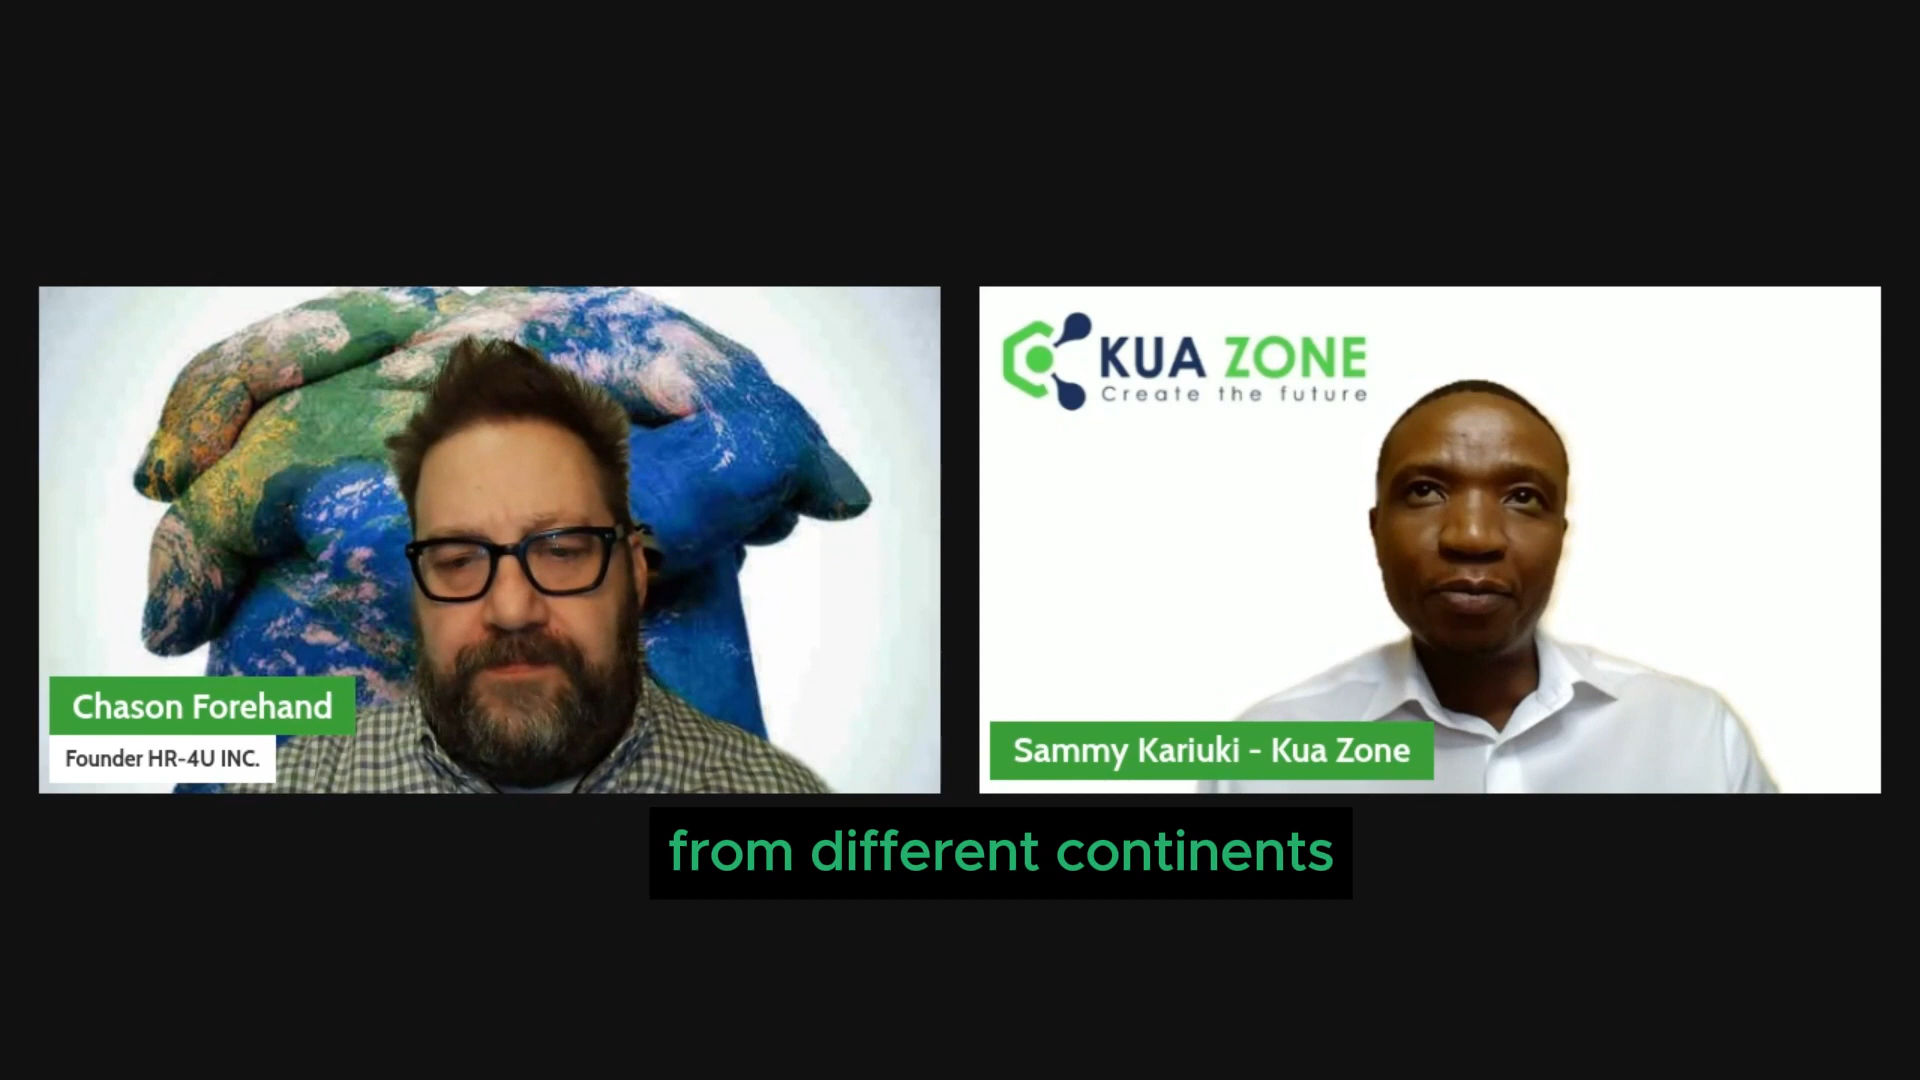 Chason Forehand
Founder HR-4U INC.
KUA ZONE
Create the future
Sammy Kariuki - Kua Zone
from different continents